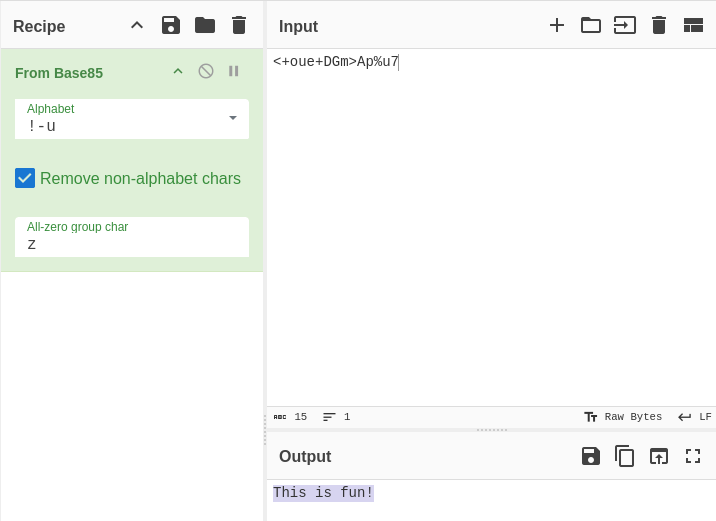 Recipe
Input
<+oue+DGm>Ap%u7
From Base85
Alphabet
!-u
Remove non-alphabet chars
All-zero group char
z
ABC 15 1 Tт Raw Bytes LF
Output
This is fun!